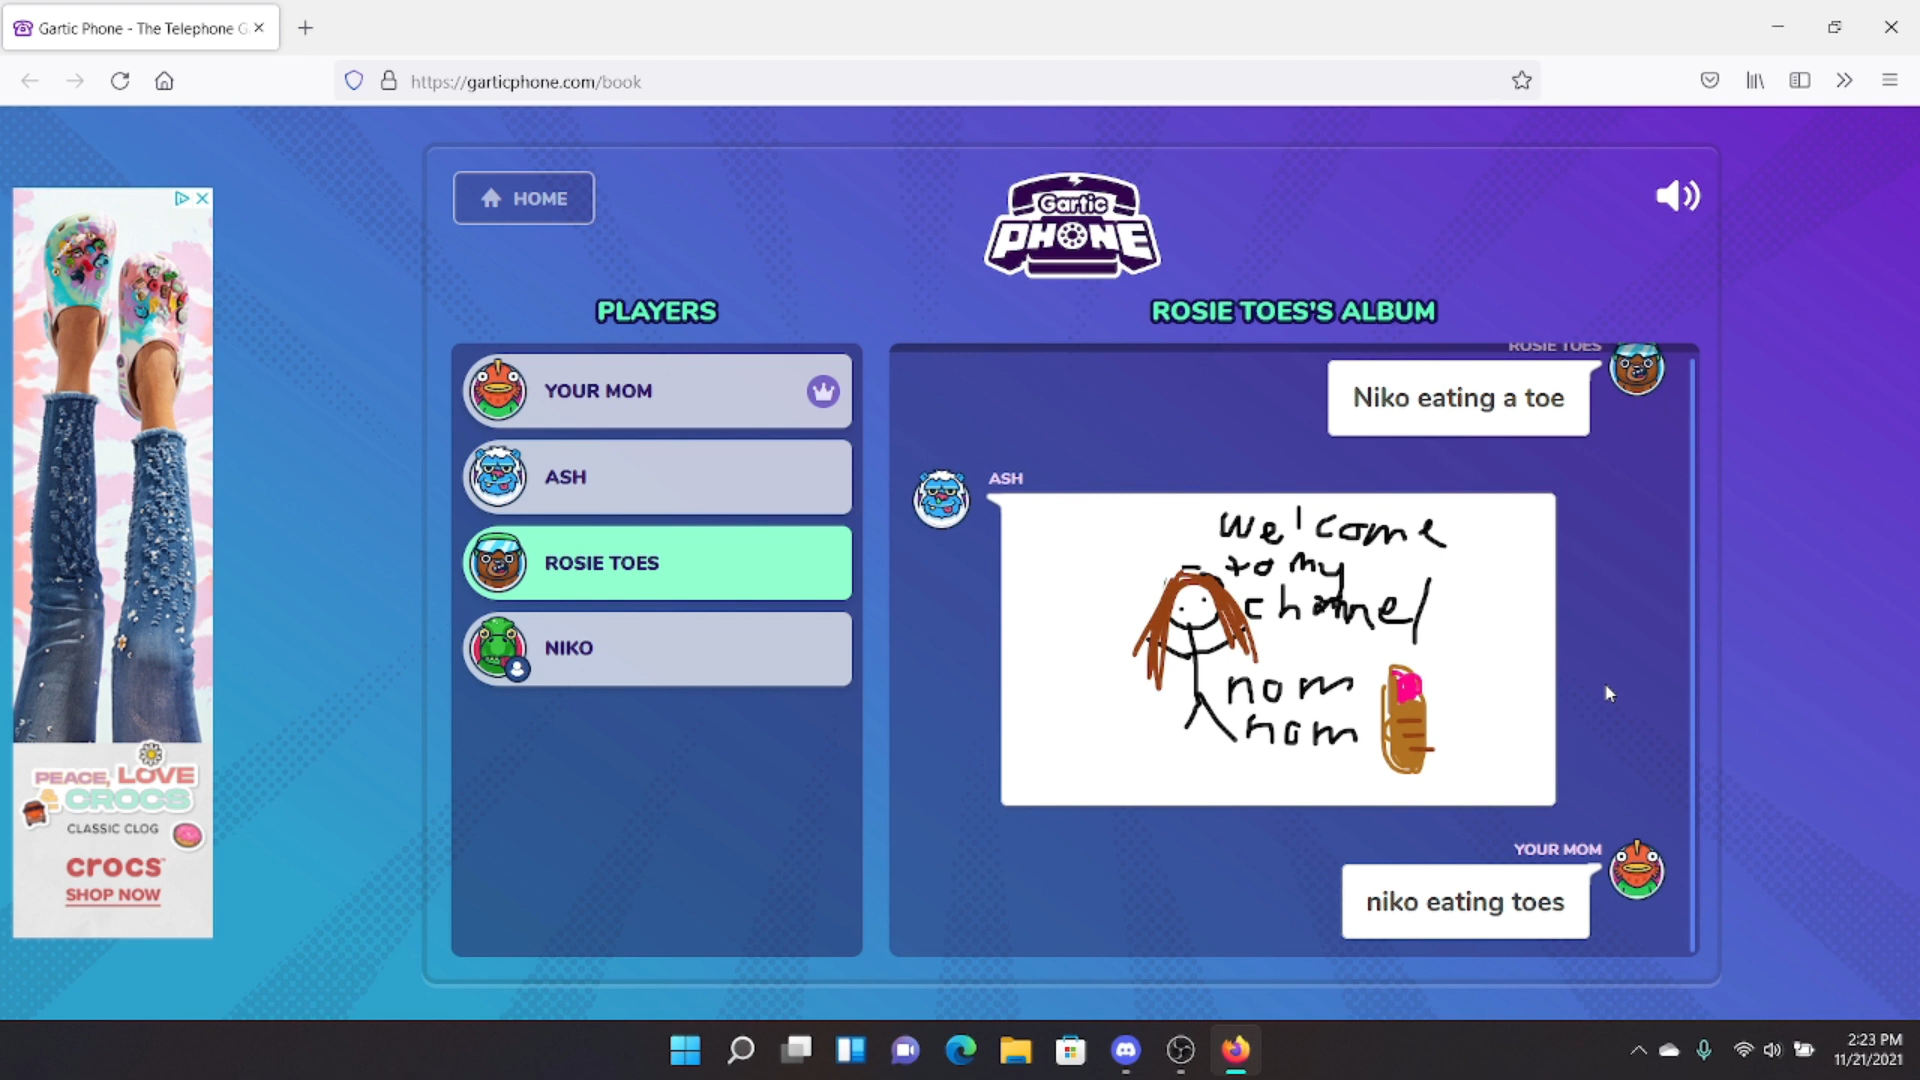 Gartic Phone - The Telephone G
https://garticphone.com/book
HOME
Gartic
PHONE
PLAYERS
YOUR MOM
ASH
ROSIE TOES
NIKO
ROSIE TOES'S ALBUM
ROSIE TOES
Niko eating a toe
ASH
welcome
to my
channel
nom
nom
YOUR MOM
niko eating toes
PEACE, LOVE
CROCS
CLASSIC CLOG
crocs™
SHOP NOW
2:23 PM
11/21/2021